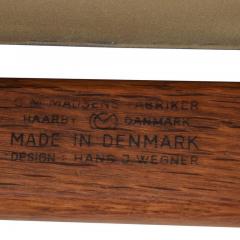 C.M. MADSENS FABRIKER
HAARBY DANMARK
MADE IN DENMARK
DESIGN: HANS J. WEGNER